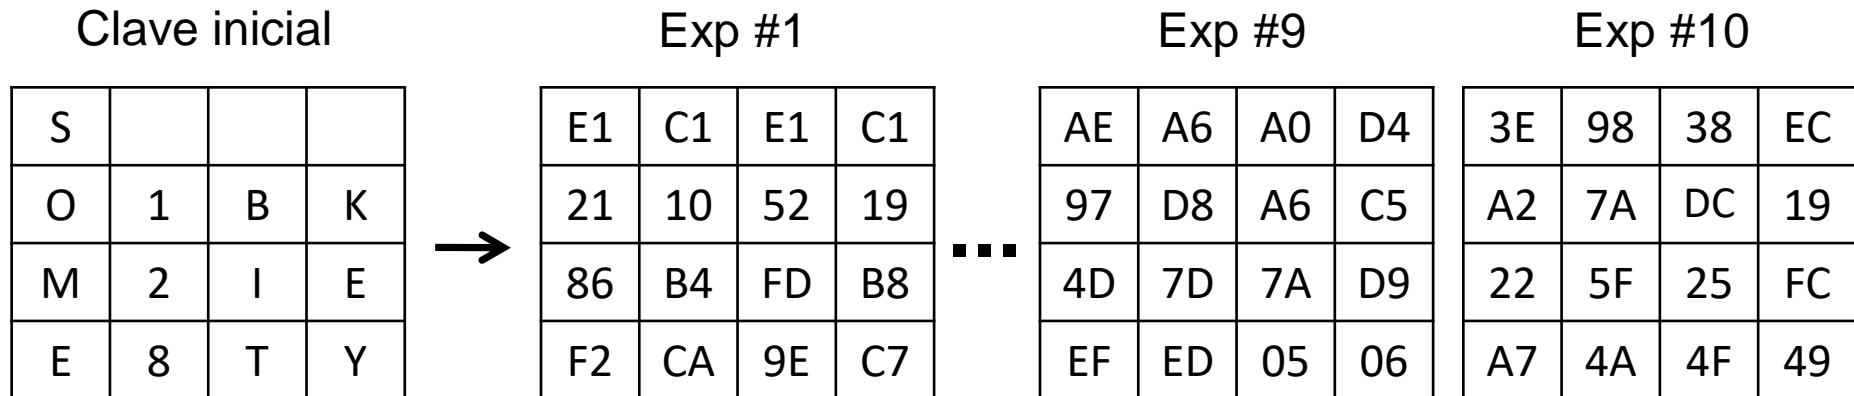 Clave inicial Exp #1 Exp #9 Exp #10
S E1 C1 E1 C1 AE A6 A0 D4 3E 98 38 EC
O 1 B K 21 10 52 19 97 D8 A6 C5 A2 7A DC 19
M 2 I E 86 B4 FD B8 4D 7D 7A D9 22 5F 25 FC
E 8 T Y F2 CA 9E C7 EF ED 05 06 A7 4A 4F 49